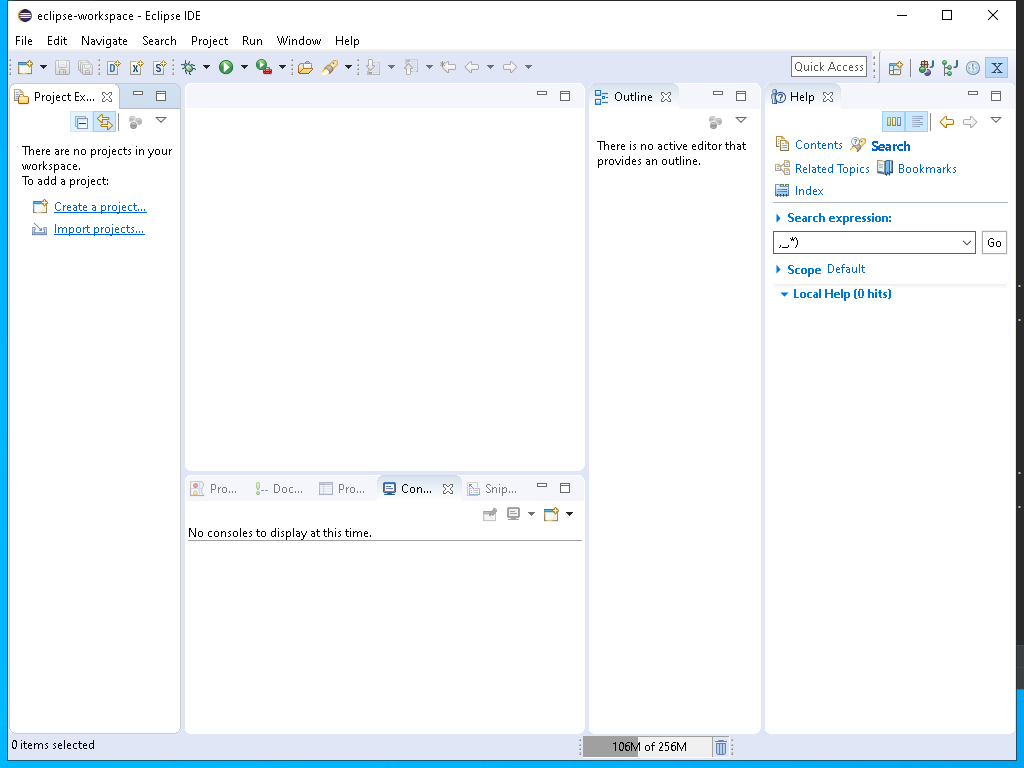 eclipse-workspace - Eclipse IDE
File Edit Navigate Search Project Run Window Help
Quick Access
Project Ex...
There are no projects in your
workspace.
To add a project:
Create a project...
Import projects...
Outline
There is no active editor that
provides an outline.
Help
Contents Search
Related Topics Bookmarks
Index
Search expression:
,_*) Go
Scope Default
Local Help (0 hits)
Pro... Doc... Pro... Con... Snip...
No consoles to display at this time.
0 items selected
106M of 256M